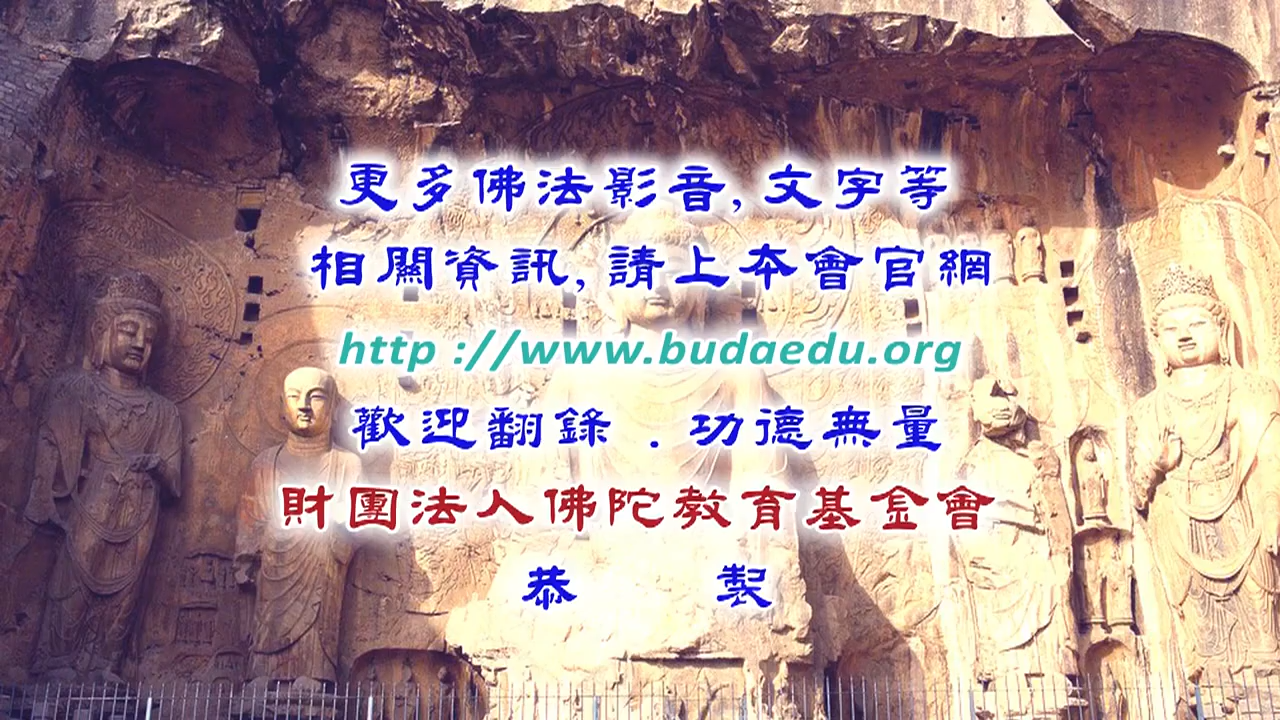 更多佛法影音,文字等
相關資訊,請上本會官網
http ://www.budaedu.org
歡迎翻錄 . 功德無量
財團法人佛陀教育基金會
恭 製